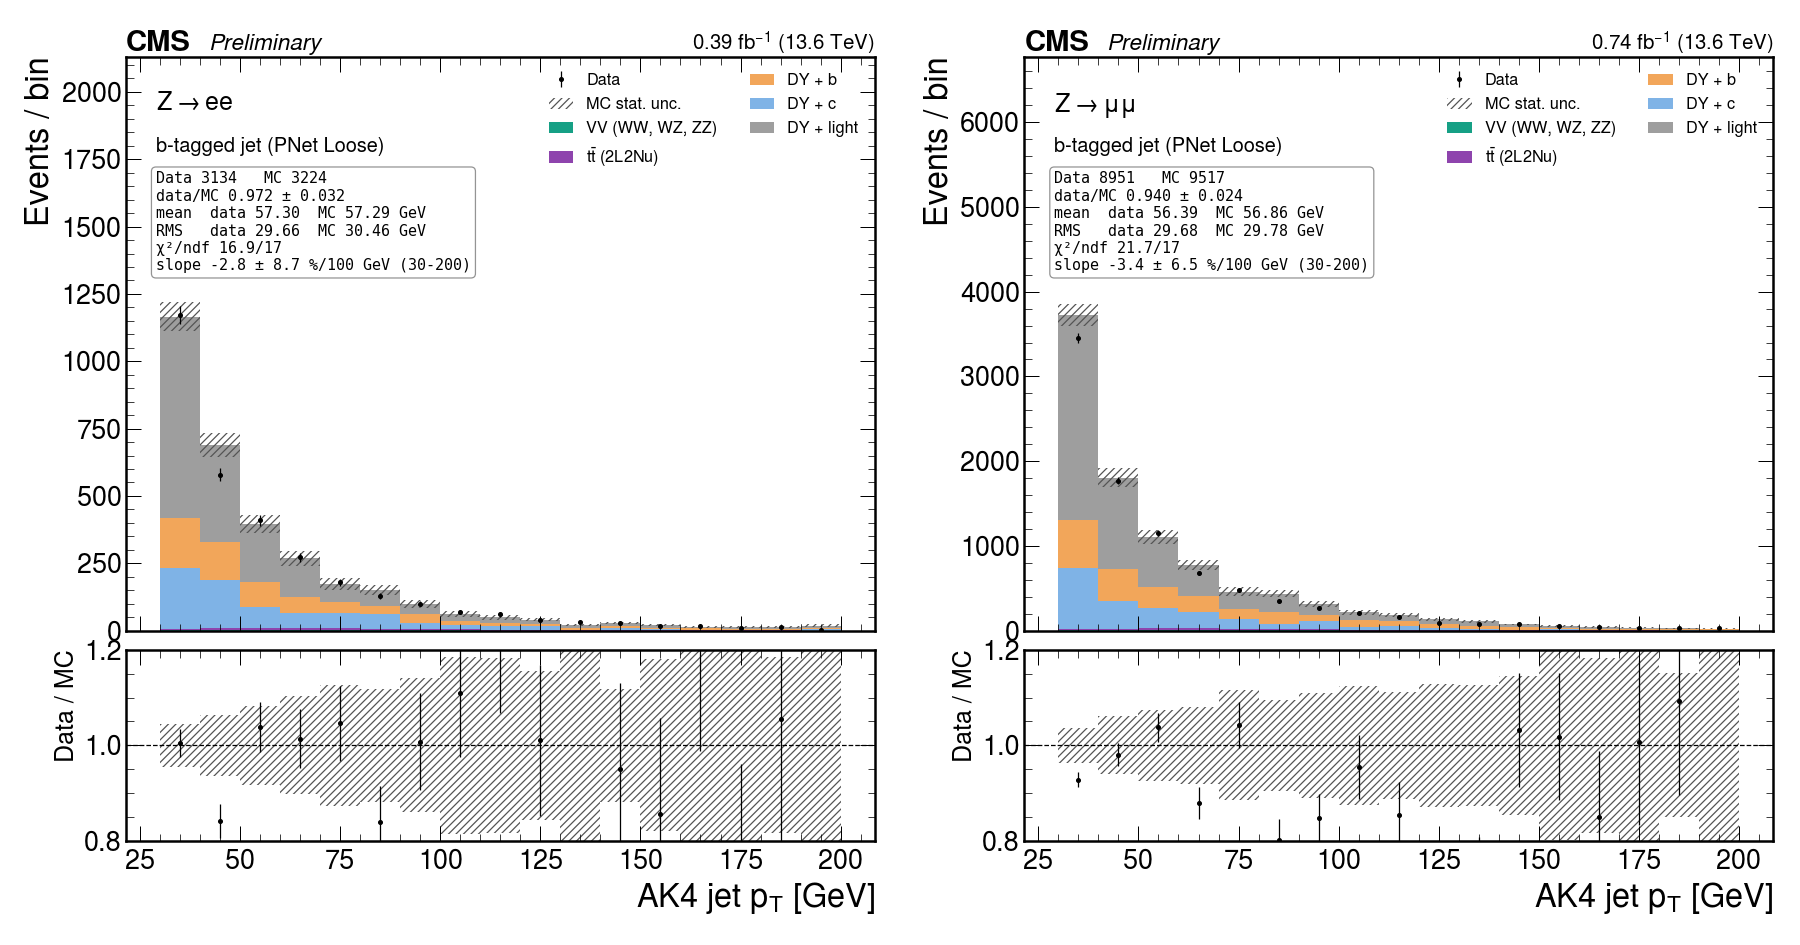 CMS Preliminary 0.39 fb⁻¹ (13.6 TeV)
Events / bin
2000
1750
1500
1250
1000
750
500
250
0
Z → ee
b-tagged jet (PNet Loose)
Data 3134 MC 3224
data/MC 0.972 ± 0.032
mean data 57.30 MC 57.29 GeV
RMS data 29.66 MC 30.46 GeV
χ²/ndf 16.9/17
slope -2.8 ± 8.7 %/100 GeV (30-200)
Data
MC stat. unc.
VV (WW, WZ, ZZ)
tt̄ (2L2Nu)
DY + b
DY + c
DY + light
Data / MC
1.2
1.0
0.8
25 50 75 100 125 150 175 200
AK4 jet p_T [GeV]
CMS Preliminary 0.74 fb⁻¹ (13.6 TeV)
Events / bin
6000
5000
4000
3000
2000
1000
0
Z → μμ
b-tagged jet (PNet Loose)
Data 8951 MC 9517
data/MC 0.940 ± 0.024
mean data 56.39 MC 56.86 GeV
RMS data 29.68 MC 29.78 GeV
χ²/ndf 21.7/17
slope -3.4 ± 6.5 %/100 GeV (30-200)
Data
MC stat. unc.
VV (WW, WZ, ZZ)
tt̄ (2L2Nu)
DY + b
DY + c
DY + light
Data / MC
1.2
1.0
0.8
25 50 75 100 125 150 175 200
AK4 jet p_T [GeV]